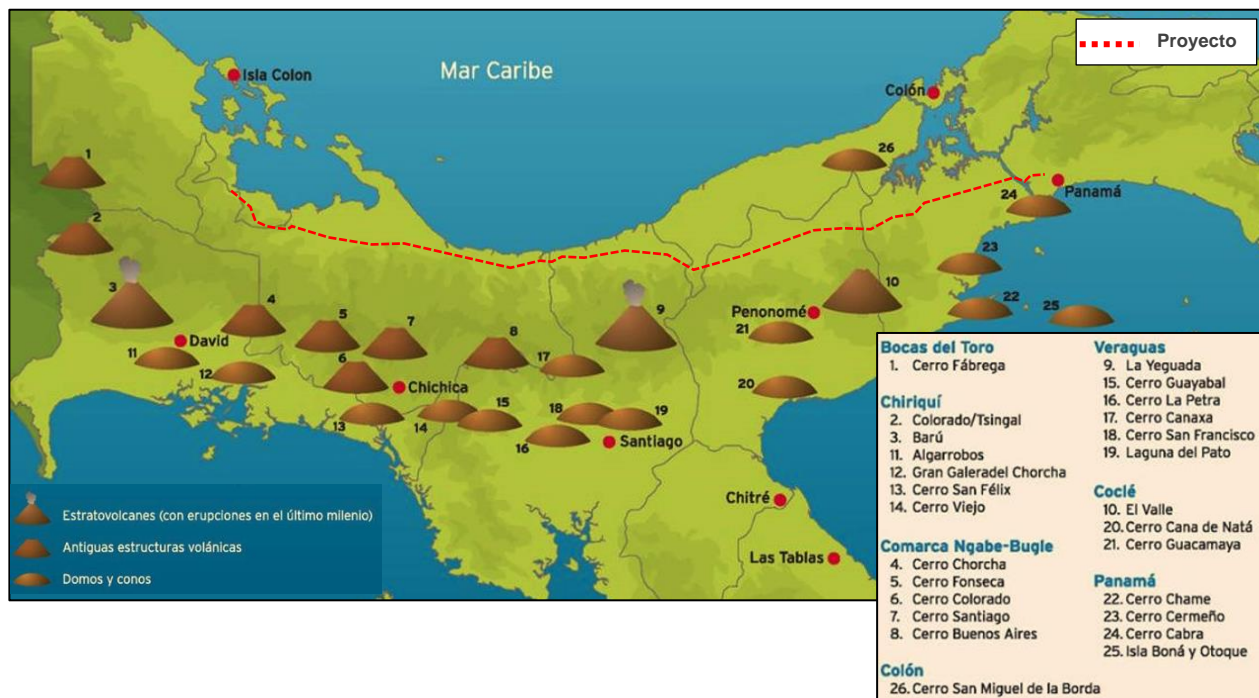 Proyecto
Mar Caribe
Isla Colon
Colón
26
1
Panamá
24
2
23
3
4
5
7
8
9
10
22
25
Penonomé
21
David
11
12
6
17
Chichica
20
13
14
15
18
19
16
Santiago
Chitré
Las Tablas
Estratovolcanes (con erupciones en el último milenio)
Antiguas estructuras volánicas
Domos y conos
Bocas del Toro
1. Cerro Fábrega
Chiriquí
2. Colorado/Tsingal
3. Barú
11. Algarrobos
12. Gran Galeradel Chorcha
13. Cerro San Félix
14. Cerro Viejo
Comarca Ngabe-Bugle
4. Cerro Chorcha
5. Cerro Fonseca
6. Cerro Colorado
7. Cerro Santiago
8. Cerro Buenos Aires
Colón
26. Cerro San Miguel de la Borda
Veraguas
9. La Yeguada
15. Cerro Guayabal
16. Cerro La Petra
17. Cerro Canaxa
18. Cerro San Francisco
19. Laguna del Pato
Coclé
10. El Valle
20. Cerro Cana de Natá
21. Cerro Guacamaya
Panamá
22. Cerro Chame
23. Cerro Cermeño
24. Cerro Cabra
25. Isla Boná y Otoque